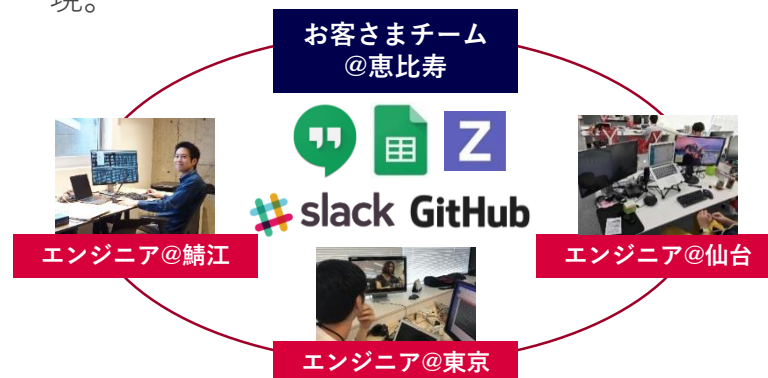 現。
お客さまチーム
@恵比寿
Z
slack GitHub
エンジニア@鯖江
エンジニア@仙台
エンジニア@東京